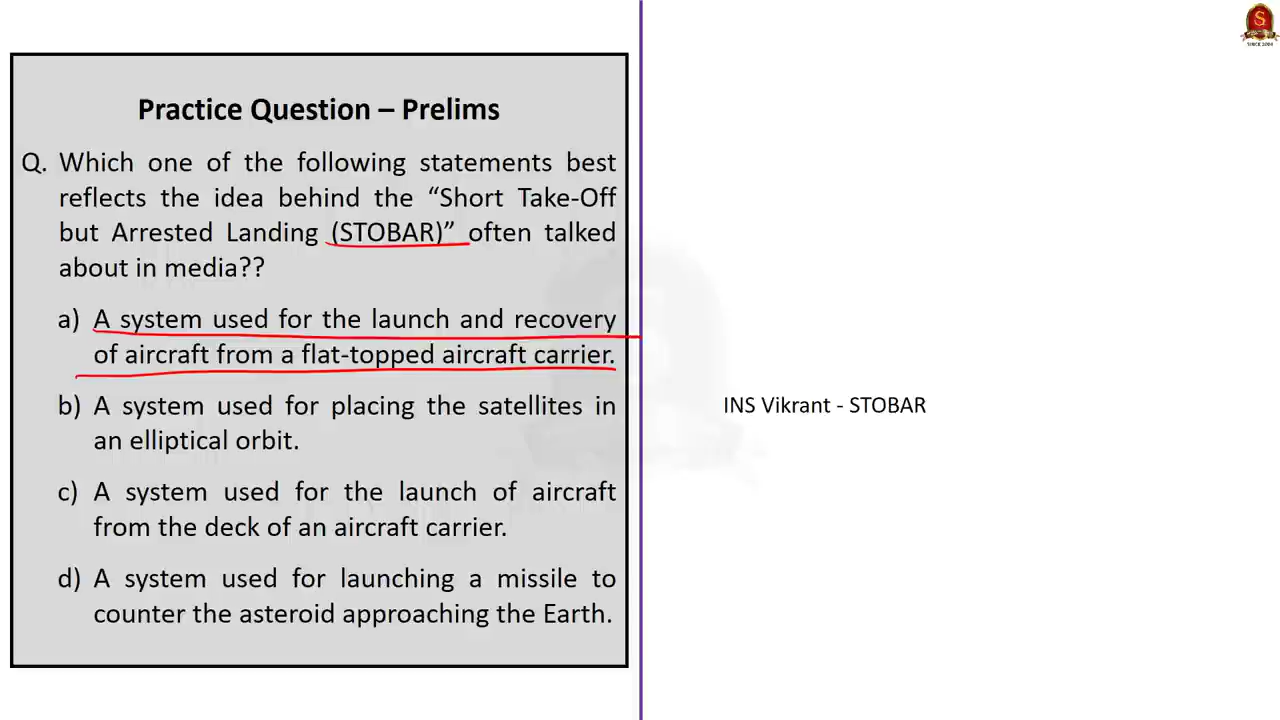 Practice Question – Prelims
Q. Which one of the following statements best
reflects the idea behind the “Short Take-Off
but Arrested Landing (STOBAR)” often talked
about in media??
a) A system used for the launch and recovery
of aircraft from a flat-topped aircraft carrier.
b) A system used for placing the satellites in
an elliptical orbit.
c) A system used for the launch of aircraft
from the deck of an aircraft carrier.
d) A system used for launching a missile to
counter the asteroid approaching the Earth.
INS Vikrant - STOBAR
S
SINCE 2004